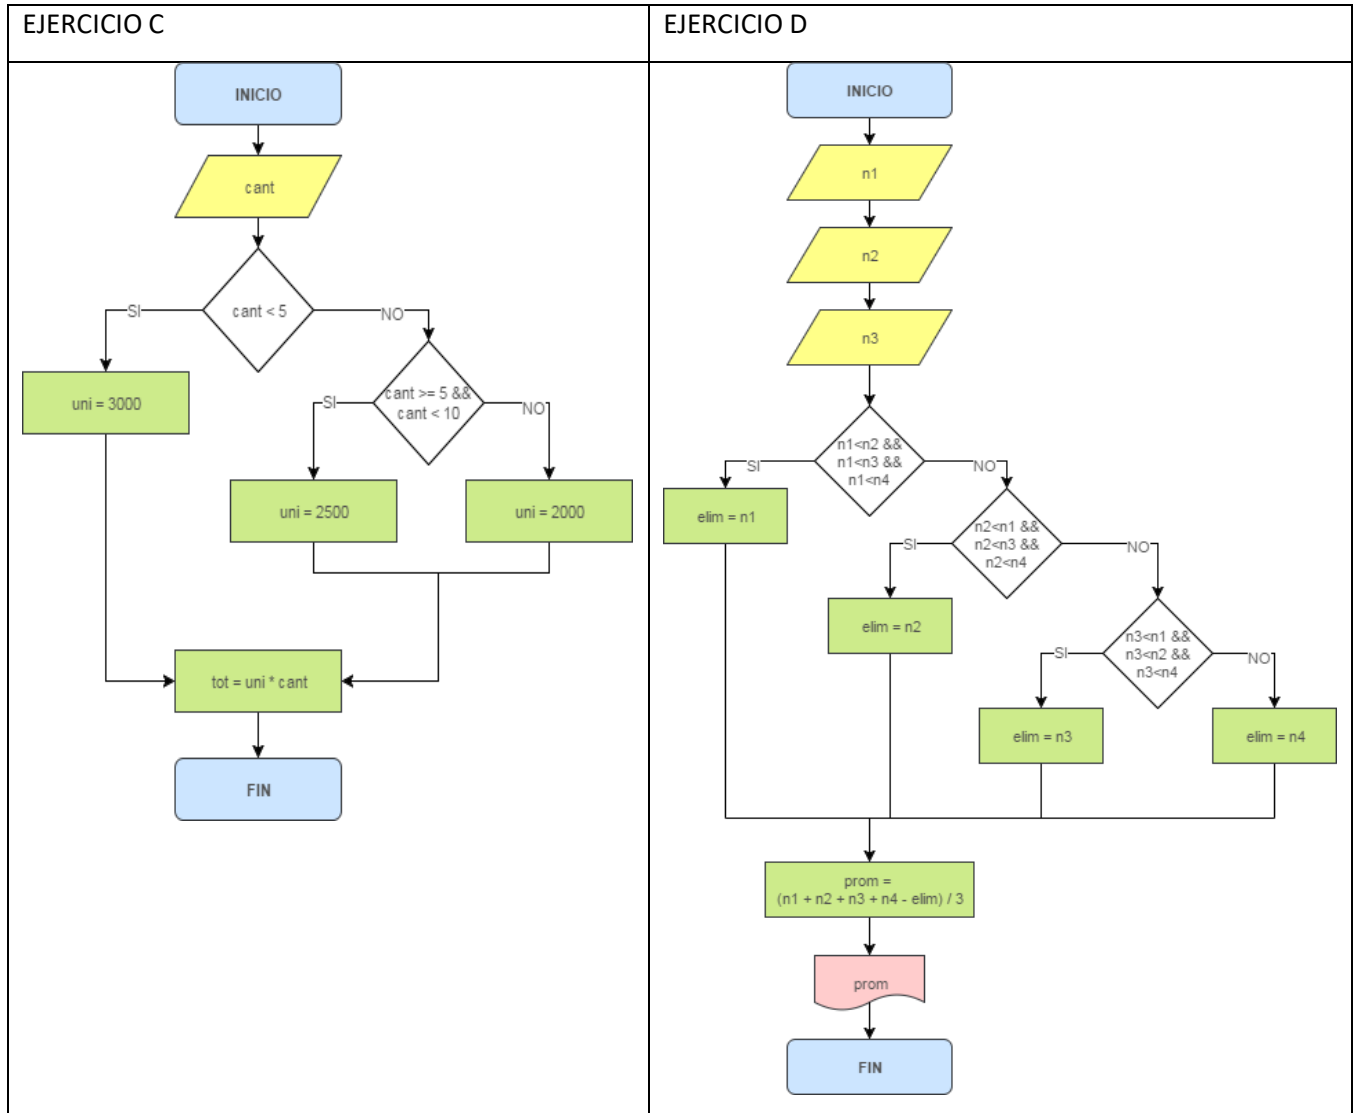 EJERCICIO C
INICIO
cant
cant < 5
SI
NO
uni = 3000
cant >= 5 &&
cant < 10
SI
NO
uni = 2500
uni = 2000
tot = uni * cant
FIN
EJERCICIO D
INICIO
n1
n2
n3
n1<n2 &&
n1<n3 &&
n1<n4
SI
NO
elim = n1
n2<n1 &&
n2<n3 &&
n2<n4
SI
NO
elim = n2
n3<n1 &&
n3<n2 &&
n3<n4
SI
NO
elim = n3
elim = n4
prom =
(n1 + n2 + n3 + n4 - elim) / 3
prom
FIN